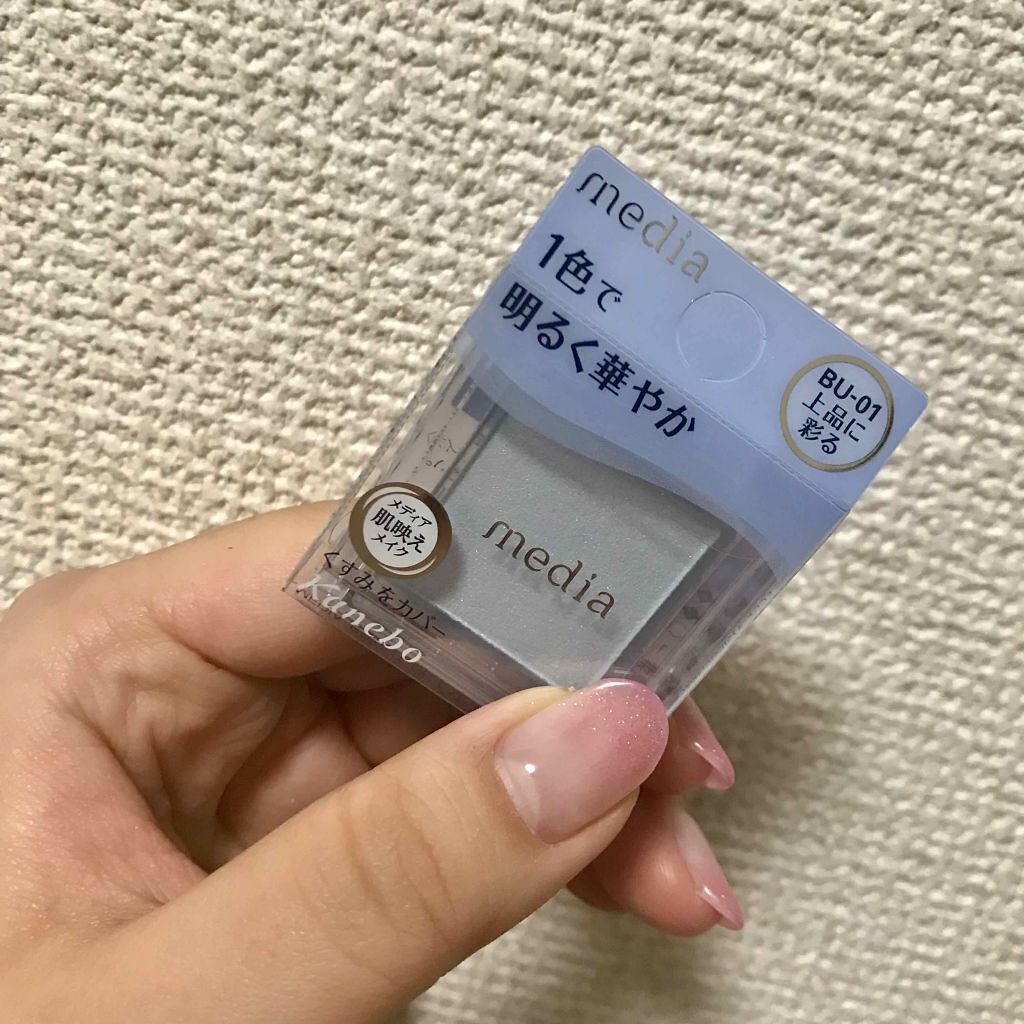 media
1色で
明るく華やか
BU-01
上品に
彩る
メディア
肌映え
メイク
くすみをカバー
Kanebo
media